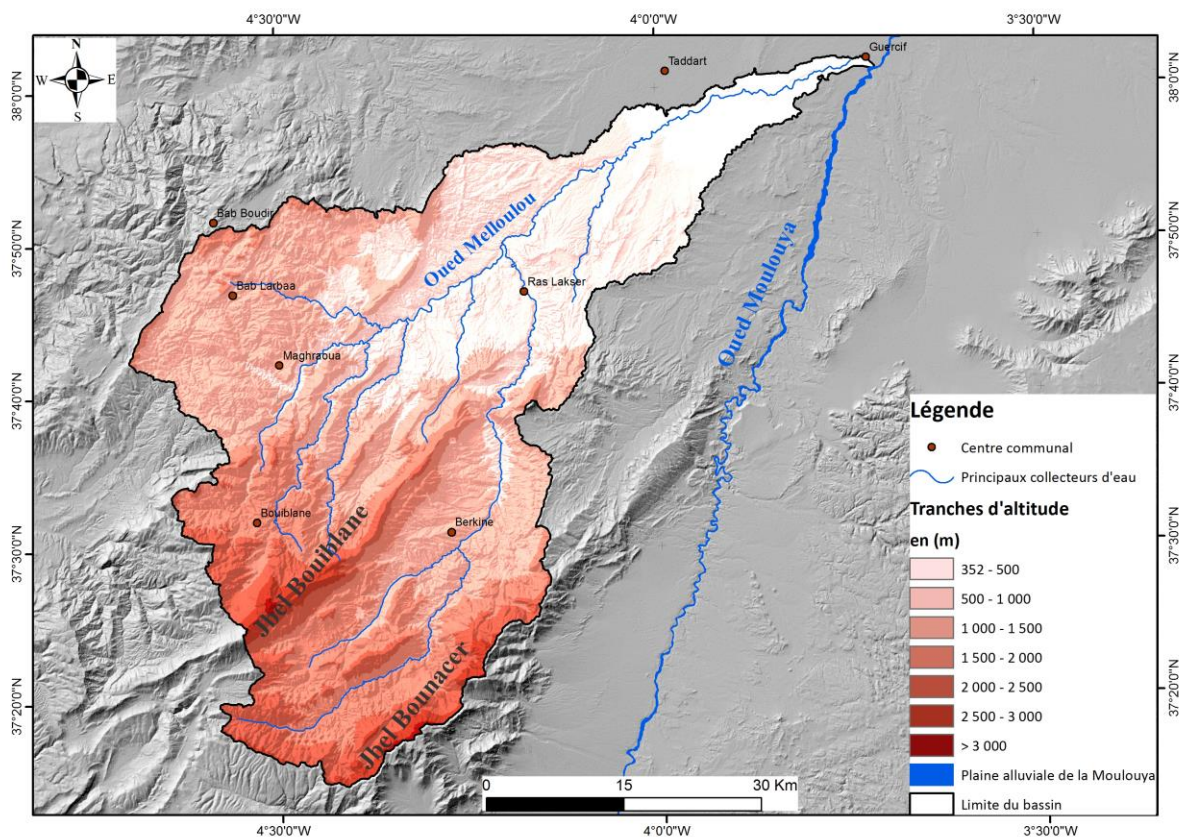 4°30'0"W
4°0'0"W
3°30'0"W
N
W
E
S
Guercif
Taddart
38°0'0"N
38°0'0"N
Bab Boudir
37°50'0"N
37°50'0"N
Oued Melloulou
Oued Moulouya
Bab Larbaa
Ras Lakser
Maghraoua
37°40'0"N
37°40'0"N
Légende
Centre communal
Principaux collecteurs d'eau
Tranches d'altitude
en (m)
352 - 500
500 - 1 000
1 000 - 1 500
1 500 - 2 000
2 000 - 2 500
2 500 - 3 000
> 3 000
Plaine alluviale de la Moulouya
Limite du bassin
Bouiblane
Berkine
37°30'0"N
37°30'0"N
Jbel Bouiblane
Jbel Bounacer
37°20'0"N
37°20'0"N
0
15
30 Km
4°30'0"W
4°0'0"W
3°30'0"W